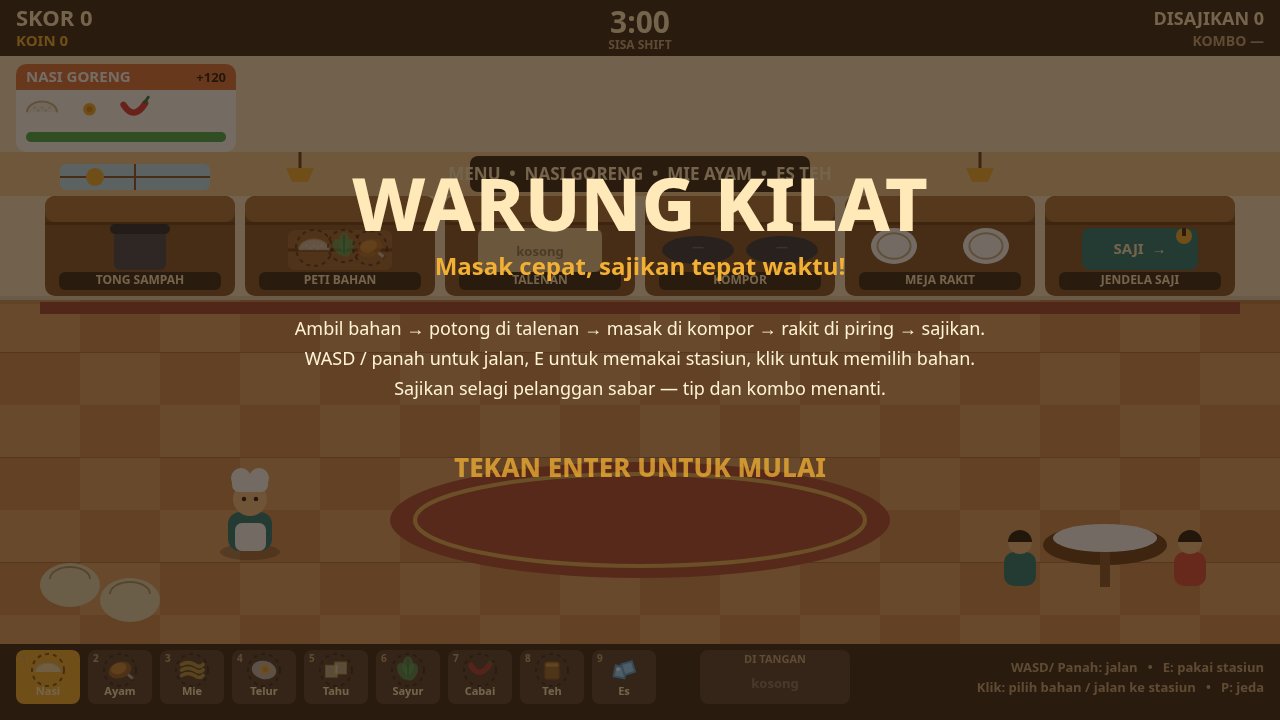 SKOR 0
KOIN 0
3:00
SISA SHIFT
DISAJIKAN 0
KOMBO —
NASI GORENG +120
MENU • NASI GORENG • MIE AYAM • ES TEH
WARUNG KILAT
kosong
SAJI →
Masak cepat, sajikan tepat waktu!
TONG SAMPAH
PETI BAHAN
TALENAN
KOMPOR
MEJA RAKIT
JENDELA SAJI
Ambil bahan → potong di talenan → masak di kompor → rakit di piring → sajikan.
WASD / panah untuk jalan, E untuk memakai stasiun, klik untuk memilih bahan.
Sajikan selagi pelanggan sabar — tip dan kombo menanti.
TEKAN ENTER UNTUK MULAI
Nasi
2 Ayam
3 Mie
4 Telur
5 Tahu
6 Sayur
7 Cabai
8 Teh
9 Es
DI TANGAN
kosong
WASD/ Panah: jalan • E: pakai stasiun
Klik: pilih bahan / jalan ke stasiun • P: jeda